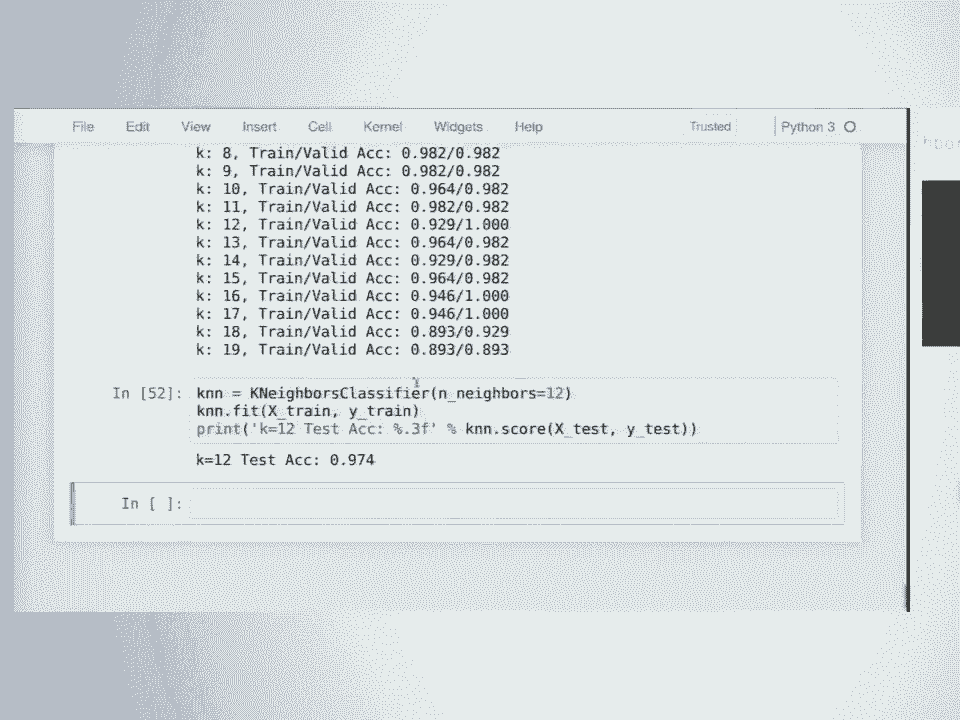 File Edit View Insert Cell Kernel Widgets Help Trusted Python 3
k: 8, Train/Valid Acc: 0.982/0.982
k: 9, Train/Valid Acc: 0.982/0.982
k: 10, Train/Valid Acc: 0.964/0.982
k: 11, Train/Valid Acc: 0.982/0.982
k: 12, Train/Valid Acc: 0.929/1.000
k: 13, Train/Valid Acc: 0.964/0.982
k: 14, Train/Valid Acc: 0.929/0.982
k: 15, Train/Valid Acc: 0.964/0.982
k: 16, Train/Valid Acc: 0.946/1.000
k: 17, Train/Valid Acc: 0.946/1.000
k: 18, Train/Valid Acc: 0.893/0.929
k: 19, Train/Valid Acc: 0.893/0.893
In [52]: knn = KNeighborsClassifier(n_neighbors=12)
knn.fit(X_train, y_train)
print('k=12 Test Acc: %.3f' % knn.score(X_test, y_test))
k=12 Test Acc: 0.974
In [ ]: